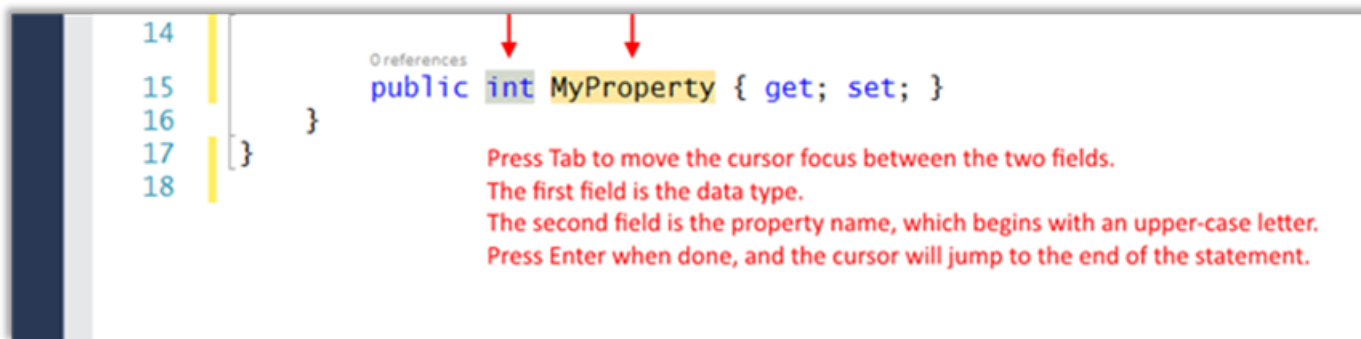 14
0 references
15 public int MyProperty { get; set; }
16 }
17 }
18
Press Tab to move the cursor focus between the two fields.
The first field is the data type.
The second field is the property name, which begins with an upper-case letter.
Press Enter when done, and the cursor will jump to the end of the statement.